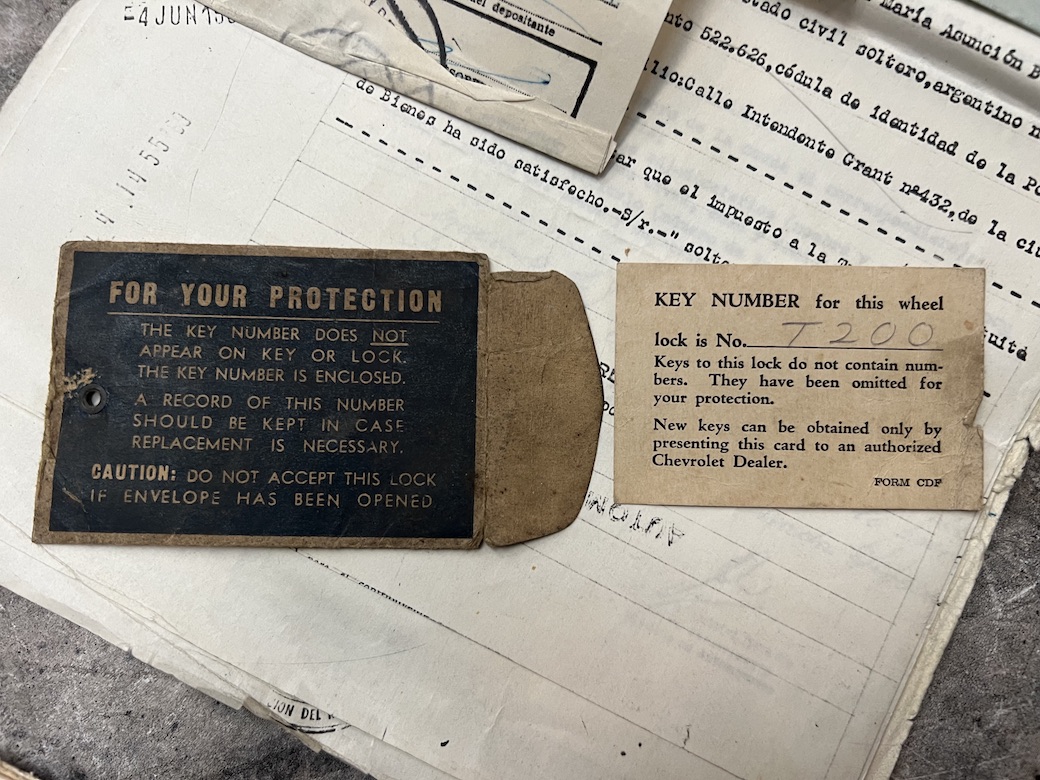 4 JUN
del depositante
María Asunción
estado civil soltero,argentino
522.626,cédula de identidad de la
Calle Intendente Grant nº432,de la
que el impuesto a la
de Bienes ha sido satisfecho.-S/r.-"
FOR YOUR PROTECTION
THE KEY NUMBER DOES NOT
APPEAR ON KEY OR LOCK.
THE KEY NUMBER IS ENCLOSED.
A RECORD OF THIS NUMBER
SHOULD BE KEPT IN CASE
REPLACEMENT IS NECESSARY.
CAUTION: DO NOT ACCEPT THIS LOCK
IF ENVELOPE HAS BEEN OPENED
KEY NUMBER for this wheel
lock is No. T200
Keys to this lock do not contain num-
bers. They have been omitted for
your protection.
New keys can be obtained only by
presenting this card to an authorized
Chevrolet Dealer.
FORM CDF
DEL